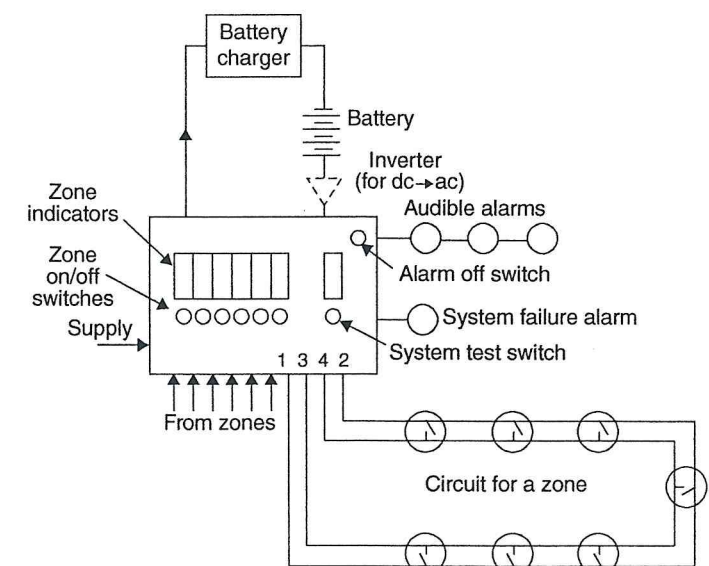 Battery
charger
Battery
Inverter
(for dc→ac)
Zone
indicators
Audible alarms
Zone
on/off
switches
Alarm off switch
Supply
System failure alarm
System test switch
1 3 4 2
From zones
Circuit for a zone